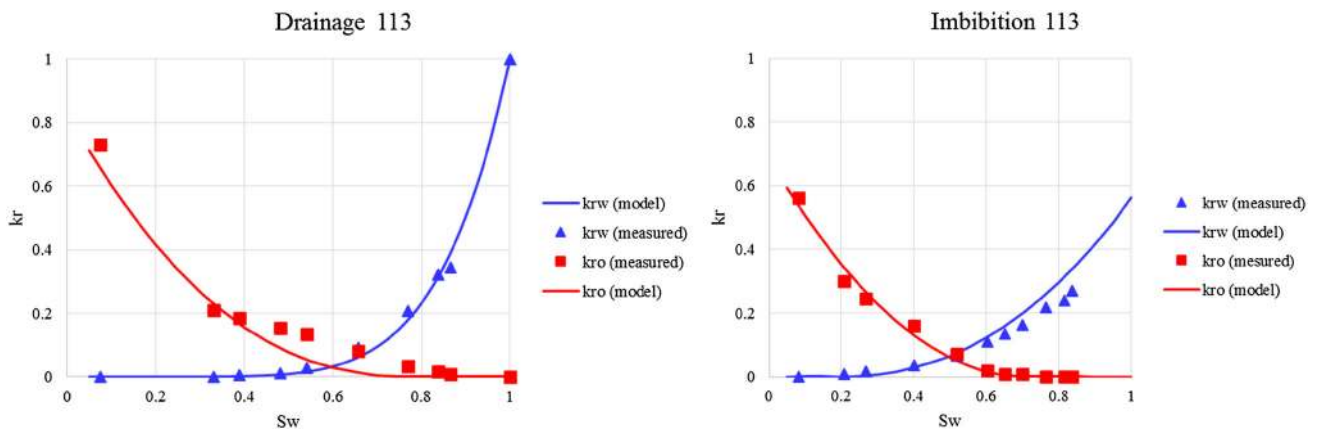 Drainage 113
1
0.8
0.6
0.4
0.2
0
kr
0
0.2
0.4
0.6
0.8
1
Sw
krw (model)
krw (measured)
kro (measured)
kro (model)
Imbibition 113
1
0.8
0.6
0.4
0.2
0
kr
0
0.2
0.4
0.6
0.8
1
Sw
krw (measured)
krw (model)
kro (mesured)
kro (model)